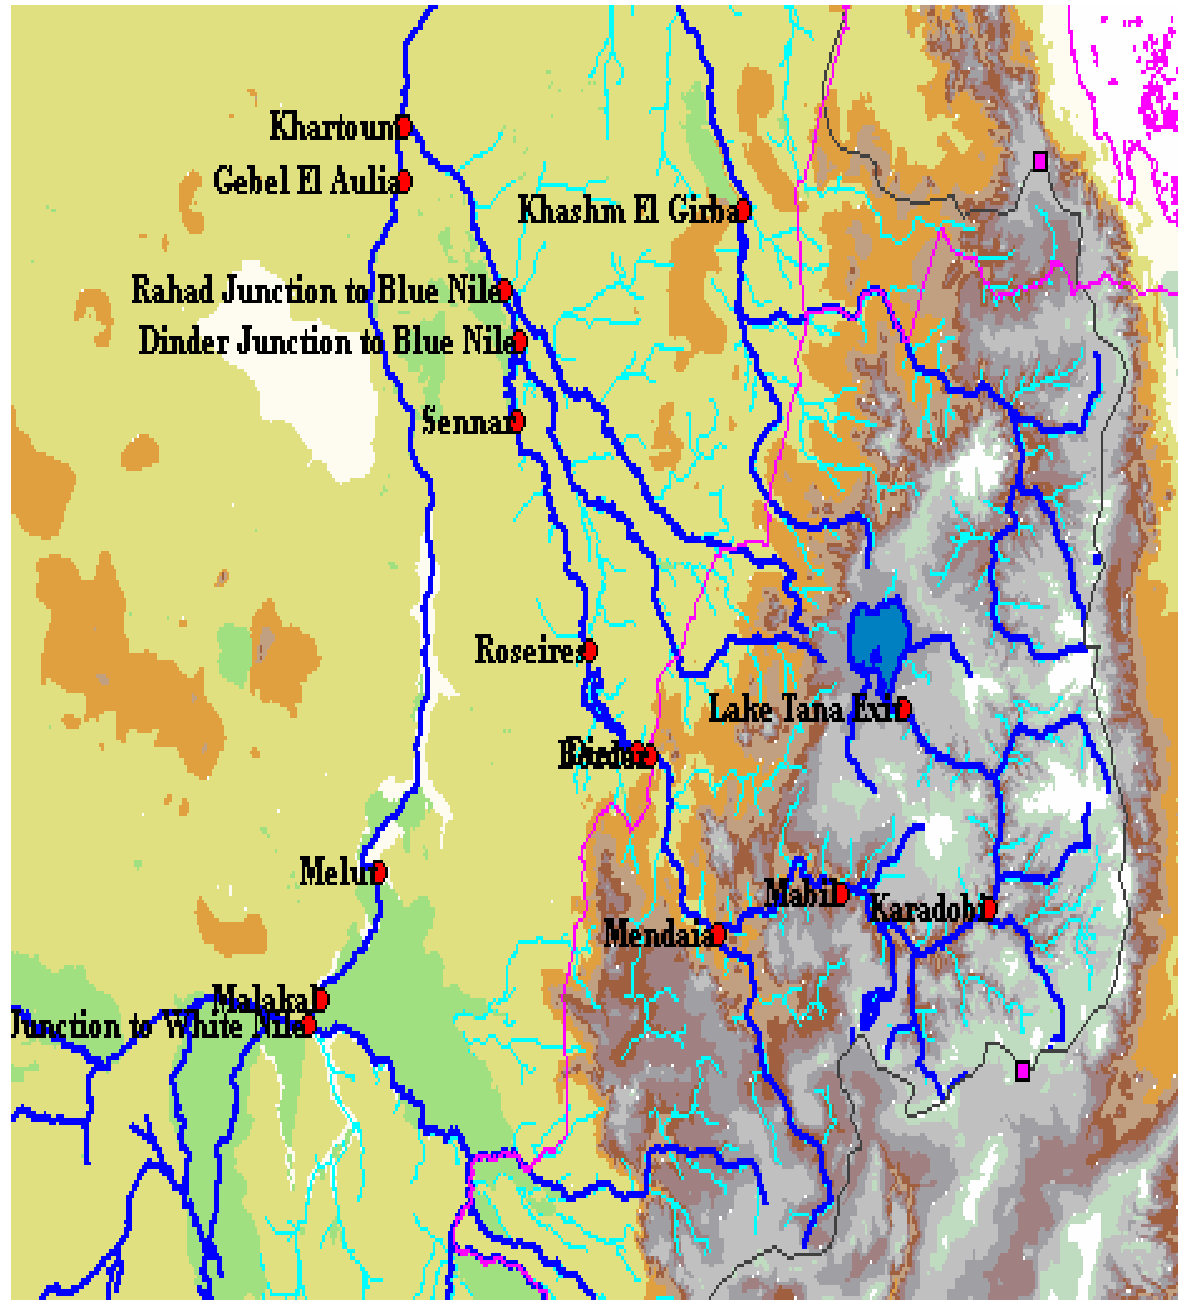 Khartoum
Gebel El Aulia
Khashm El Girba
Rahad Junction to Blue Nile
Dinder Junction to Blue Nile
Sennar
Roseires
Lake Tana Exit
Melut
Mabil
Karadobi
Mendaia
Malakal
Junction to White Nile